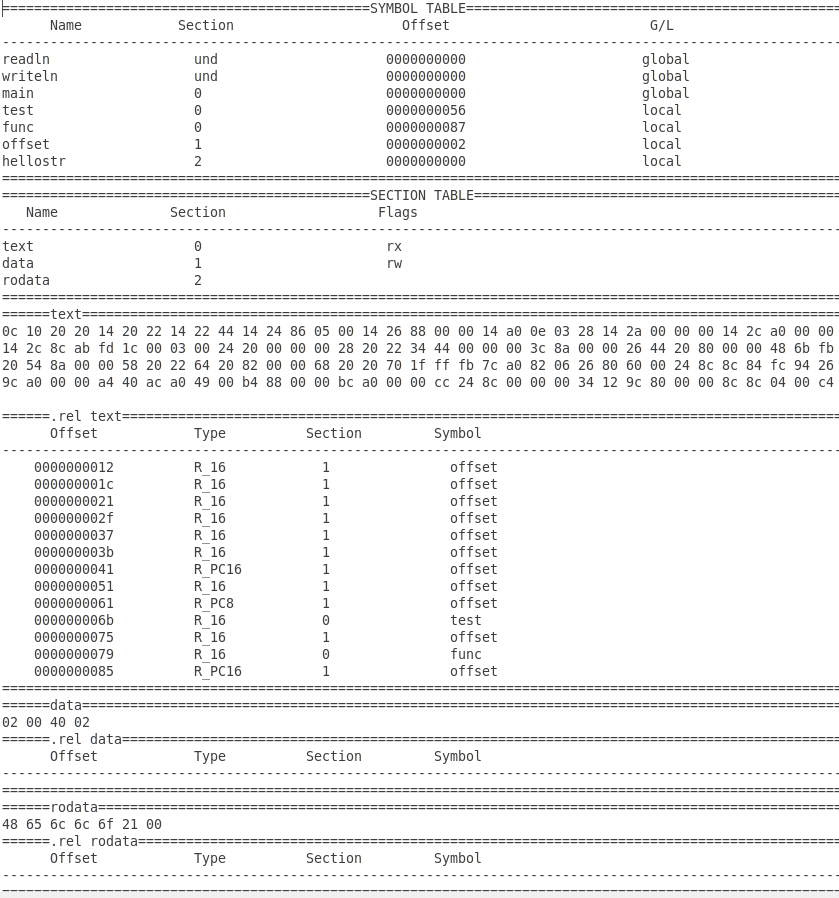 ==============================================SYMBOL TABLE===============================================
      Name            Section                     Offset                         G/L
---------------------------------------------------------------------------------------------------------
readln                  und                     0000000000                      global
writeln                 und                     0000000000                      global
main                    0                       0000000000                      global
test                    0                       0000000056                      local
func                    0                       0000000087                      local
offset                  1                       0000000002                      local
hellostr                2                       0000000000                      local
=========================================================================================================
==============================================SECTION TABLE==============================================
   Name              Section                   Flags
---------------------------------------------------------------------------------------------------------
text                    0                       rx
data                    1                       rw
rodata                  2
=========================================================================================================
======text===============================================================================================
0c 10 20 20 14 20 22 14 22 44 14 24 86 05 00 14 26 88 00 00 14 a0 0e 03 28 14 2a 00 00 00 14 2c a0 00 00
14 2c 8c ab fd 1c 00 03 00 24 20 00 00 00 28 20 22 34 44 00 00 00 3c 8a 00 00 26 44 20 80 00 00 48 6b fb
20 54 8a 00 00 58 20 22 64 20 82 00 00 68 20 20 70 1f ff fb 7c a0 82 06 26 80 60 00 24 8c 8c 84 fc 94 26
9c a0 00 00 a4 40 ac a0 49 00 b4 88 00 00 bc a0 00 00 cc 24 8c 00 00 00 34 12 9c 80 00 00 8c 8c 04 00 c4
======.rel text==========================================================================================
      Offset            Type          Section         Symbol
---------------------------------------------------------------------------------------------------------
    0000000012          R_16            1               offset
    000000001c          R_16            1               offset
    0000000021          R_16            1               offset
    000000002f          R_16            1               offset
    0000000037          R_16            1               offset
    000000003b          R_16            1               offset
    0000000041          R_PC16          1               offset
    0000000051          R_16            1               offset
    0000000061          R_PC8           1               offset
    000000006b          R_16            0               test
    0000000075          R_16            1               offset
    0000000079          R_16            0               func
    0000000085          R_PC16          1               offset
=========================================================================================================
======data===============================================================================================
02 00 40 02
======.rel data==========================================================================================
      Offset            Type          Section         Symbol
---------------------------------------------------------------------------------------------------------
=========================================================================================================
======rodata=============================================================================================
48 65 6c 6c 6f 21 00
======.rel rodata========================================================================================
      Offset            Type          Section         Symbol
---------------------------------------------------------------------------------------------------------
=========================================================================================================